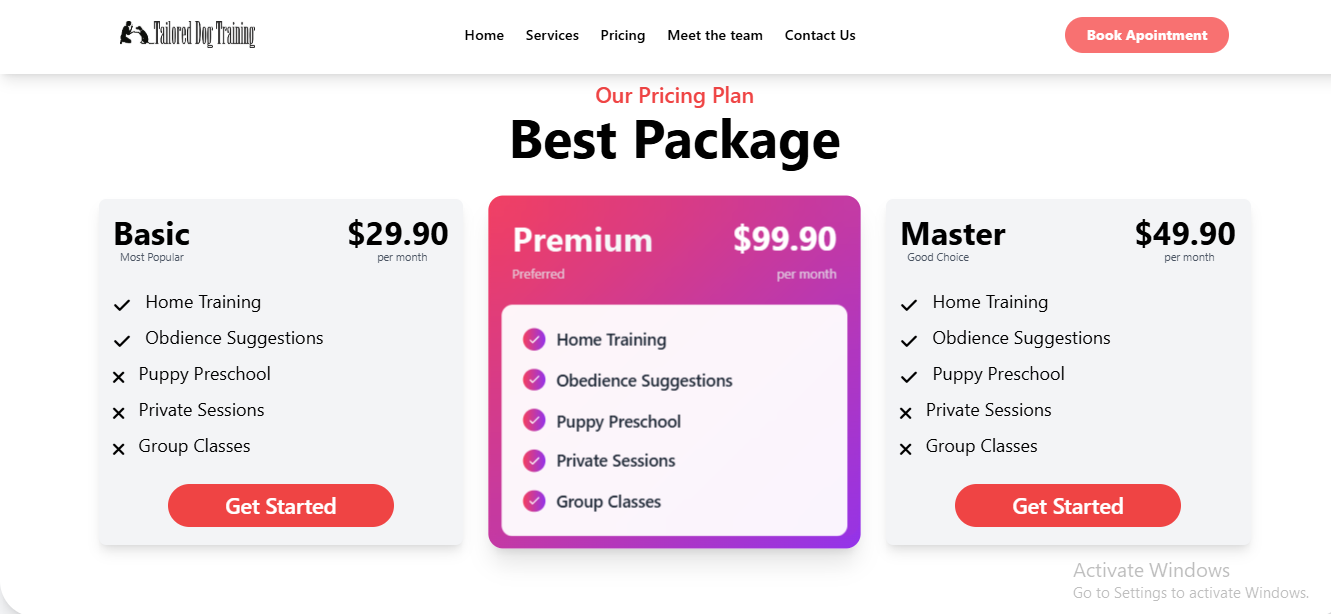 Tailored Dog Training
Home Services Pricing Meet the team Contact Us
Book Apointment
Our Pricing Plan
Best Package
Basic $29.90
Most Popular per month
Home Training
Obdience Suggestions
Puppy Preschool
Private Sessions
Group Classes
Get Started
Premium $99.90
Preferred per month
Home Training
Obedience Suggestions
Puppy Preschool
Private Sessions
Group Classes
Master $49.90
Good Choice per month
Home Training
Obdience Suggestions
Puppy Preschool
Private Sessions
Group Classes
Get Started
Activate Windows
Go to Settings to activate Windows.